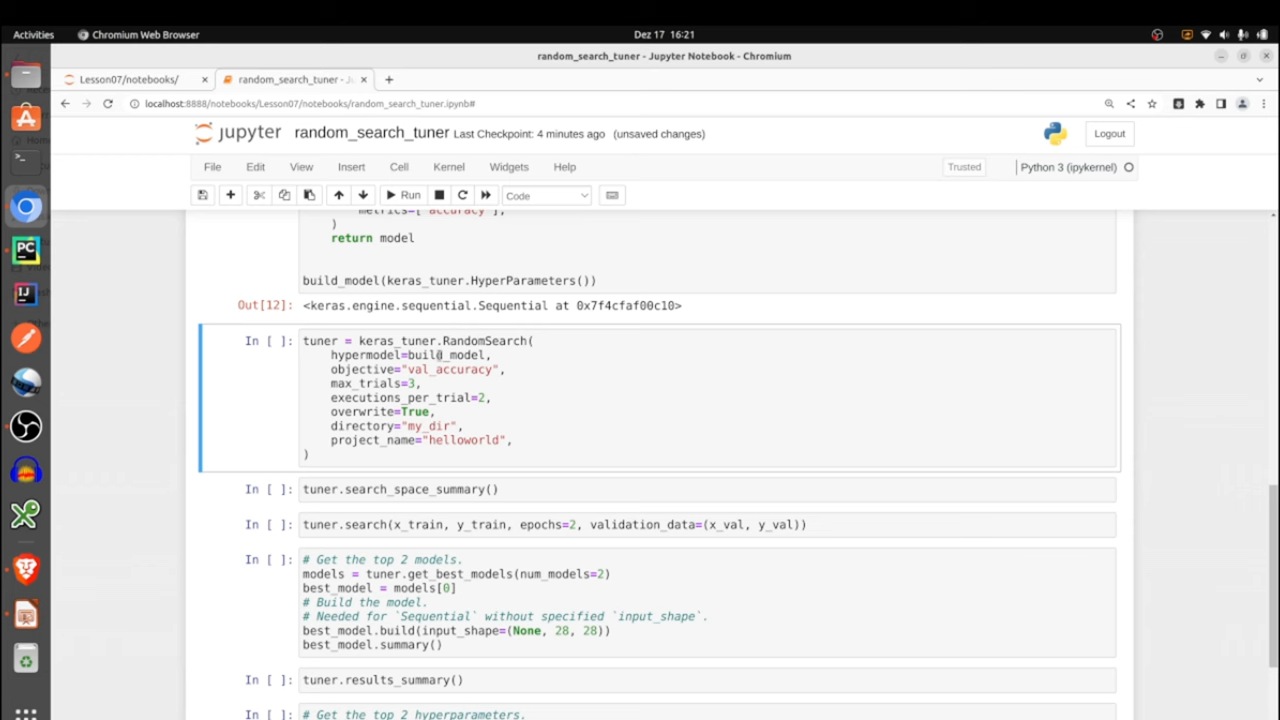 Activities
Chromium Web Browser
Dez 17 16:21
random_search_tuner - Jupyter Notebook - Chromium
Lesson07/notebooks/
random_search_tuner - Ju
localhost:8888/notebooks/Lesson07/notebooks/random_search_tuner.ipynb#
jupyter random_search_tuner Last Checkpoint: 4 minutes ago (unsaved changes)
Logout
File Edit View Insert Cell Kernel Widgets Help
Trusted
Python 3 (ipykernel)
Run
Code
metrics=["accuracy"],
)
return model
build_model(keras_tuner.HyperParameters())
Out[12]: <keras.engine.sequential.Sequential at 0x7f4cfaf00c10>
In [ ]: tuner = keras_tuner.RandomSearch(
hypermodel=build_model,
objective="val_accuracy",
max_trials=3,
executions_per_trial=2,
overwrite=True,
directory="my_dir",
project_name="helloworld",
)
In [ ]: tuner.search_space_summary()
In [ ]: tuner.search(x_train, y_train, epochs=2, validation_data=(x_val, y_val))
In [ ]: # Get the top 2 models.
models = tuner.get_best_models(num_models=2)
best_model = models[0]
# Build the model.
# Needed for `Sequential` without specified `input_shape`.
best_model.build(input_shape=(None, 28, 28))
best_model.summary()
In [ ]: tuner.results_summary()
In [ ]: # Get the top 2 hyperparameters.